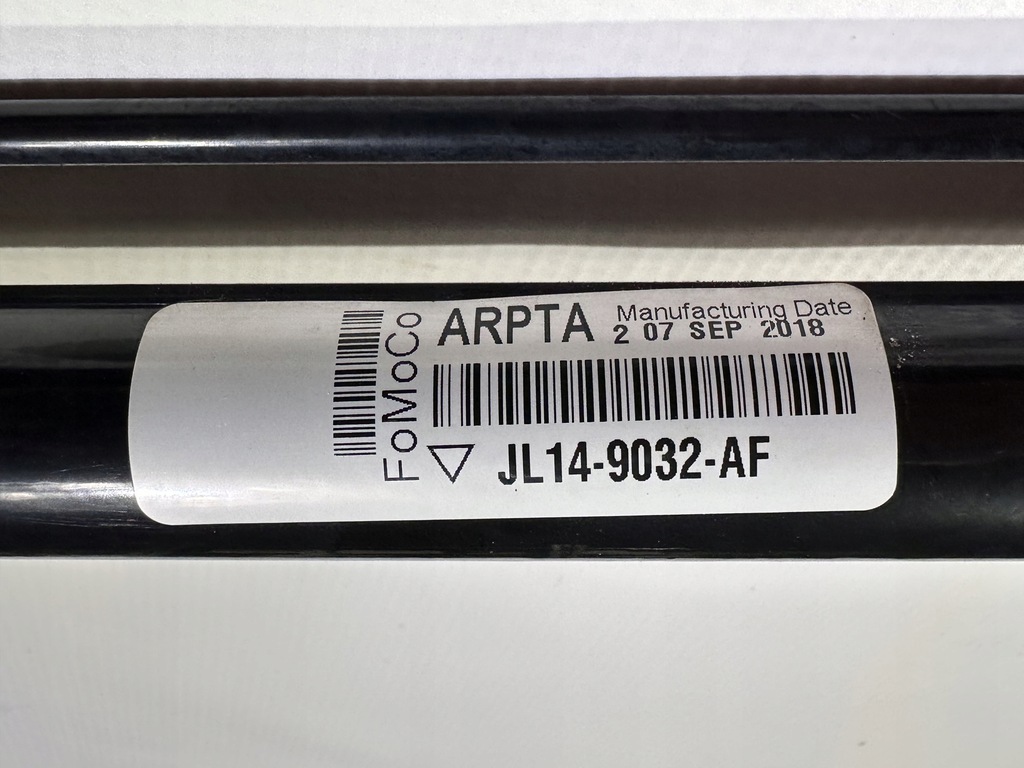 FoMoCo
ARPTA
Manufacturing Date
2 07 SEP 2018
JL14-9032-AF